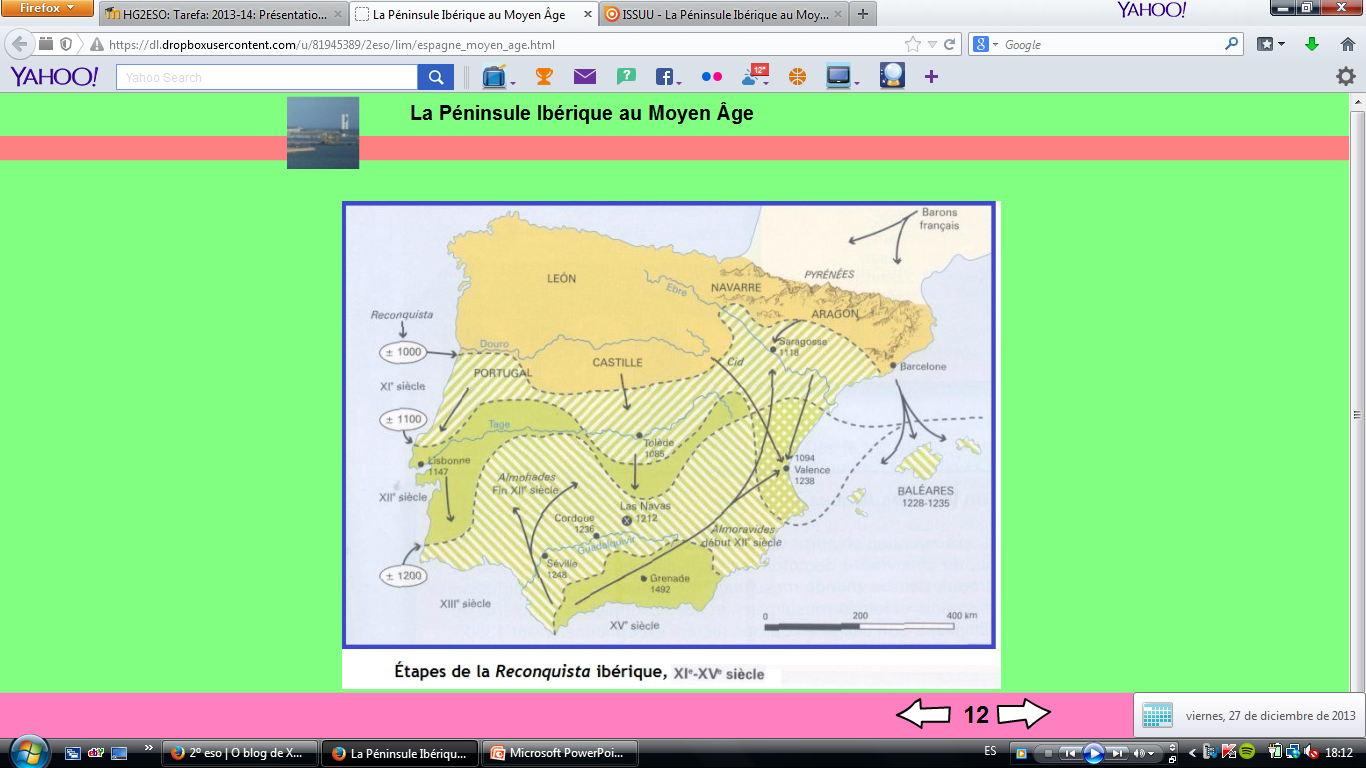 Firefox
HG2ESO: Tarefa: 2013-14: Présentatio...
La Péninsule Ibérique au Moyen Âge
ISSUU - La Péninsule Ibérique au Moy...
YAHOO!
https://dl.dropboxusercontent.com/u/81945389/2eso/lim/espagne_moyen_age.html
Google
YAHOO!
Yahoo Search
12°
La Péninsule Ibérique au Moyen Âge
Barons
français
PYRÉNÉES
LEÓN
NAVARRE
Ebre
ARAGON
Reconquista
± 1000
Douro
Saragosse
1118
CASTILLE
Cid
Barcelone
PORTUGAL
XIe siècle
± 1100
Tage
Tolède
1085
Lisbonne
1147
1094
Valence
1238
Almohades
Fin XIIe siècle
XIIe siècle
BALÉARES
1228-1235
Las Navas
1212
Cordoue
1236
Almoravides
début XIIe siècle
Guadalquivir
Séville
1248
± 1200
Grenade
1492
XIIIe siècle
XVe siècle
0 200 400 km
Étapes de la Reconquista ibérique, XIe-XVe siècle
12
viernes, 27 de diciembre de 2013
2º eso | O blog de X...
La Péninsule Ibériqu...
Microsoft PowerPoi...
ES
18:12